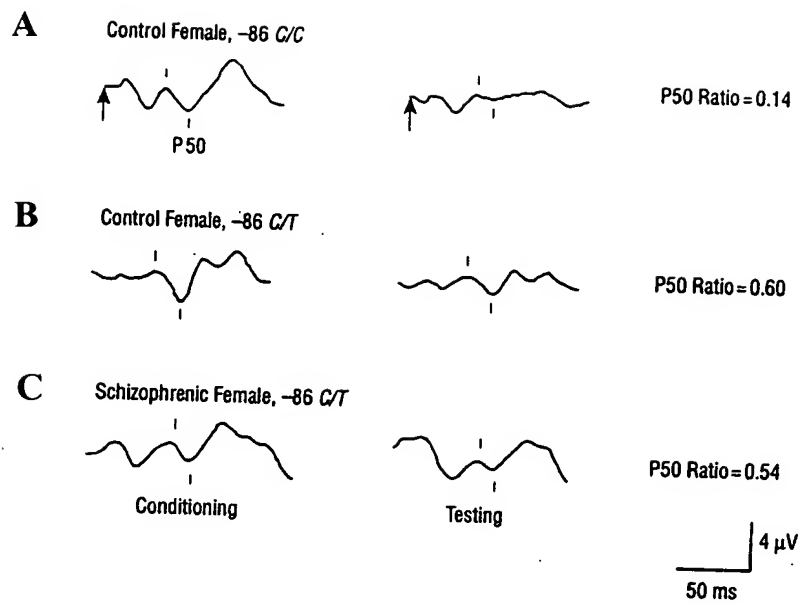 A
Control Female, –86 C/C
P50
P50 Ratio = 0.14
B
Control Female, –86 C/T
P50 Ratio = 0.60
C
Schizophrenic Female, –86 C/T
P50 Ratio = 0.54
Conditioning
Testing
4 µV
50 ms